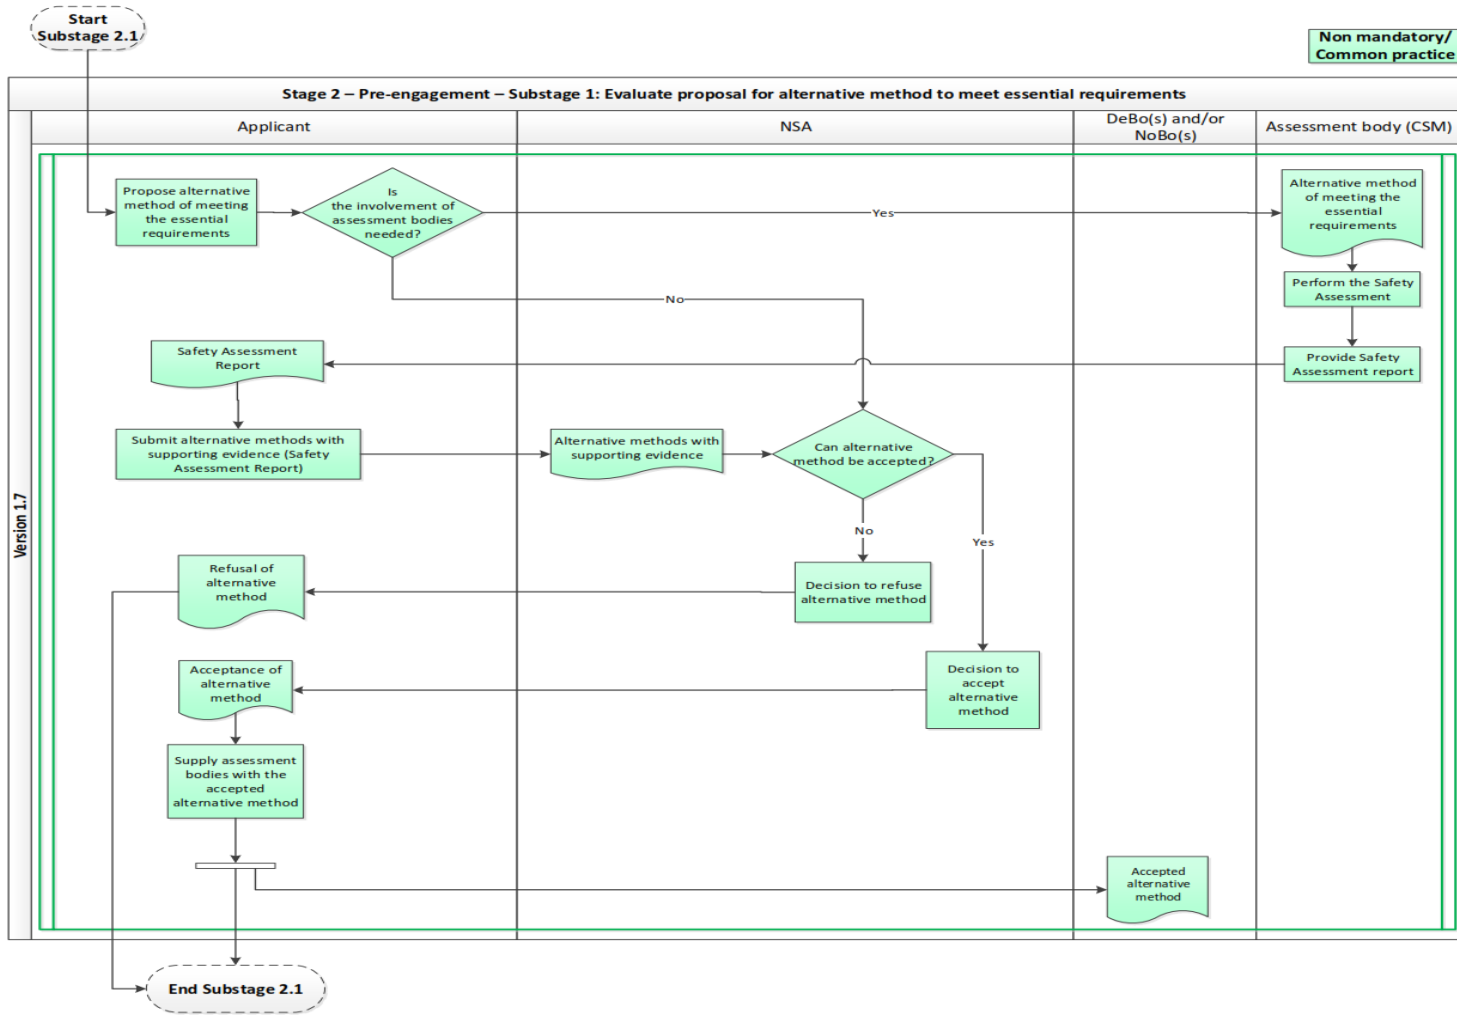 Start
Substage 2.1
Non mandatory/
Common practice
Stage 2 – Pre-engagement – Substage 1: Evaluate proposal for alternative method to meet essential requirements
Version 1.7
Applicant
NSA
DeBo(s) and/or
NoBo(s)
Assessment body (CSM)
Propose alternative
method of meeting
the essential
requirements
Is
the involvement of
assessment bodies
needed?
Yes
Alternative method
of meeting the
essential
requirements
Perform the Safety
Assessment
No
Safety Assessment
Report
Provide Safety
Assessment report
Submit alternative methods with
supporting evidence (Safety
Assessment Report)
Alternative methods with
supporting evidence
Can alternative
method be accepted?
No
Yes
Refusal of
alternative
method
Decision to refuse
alternative method
Acceptance of
alternative
method
Decision to
accept
alternative
method
Supply assessment
bodies with the
accepted
alternative method
Accepted
alternative
method
End Substage 2.1